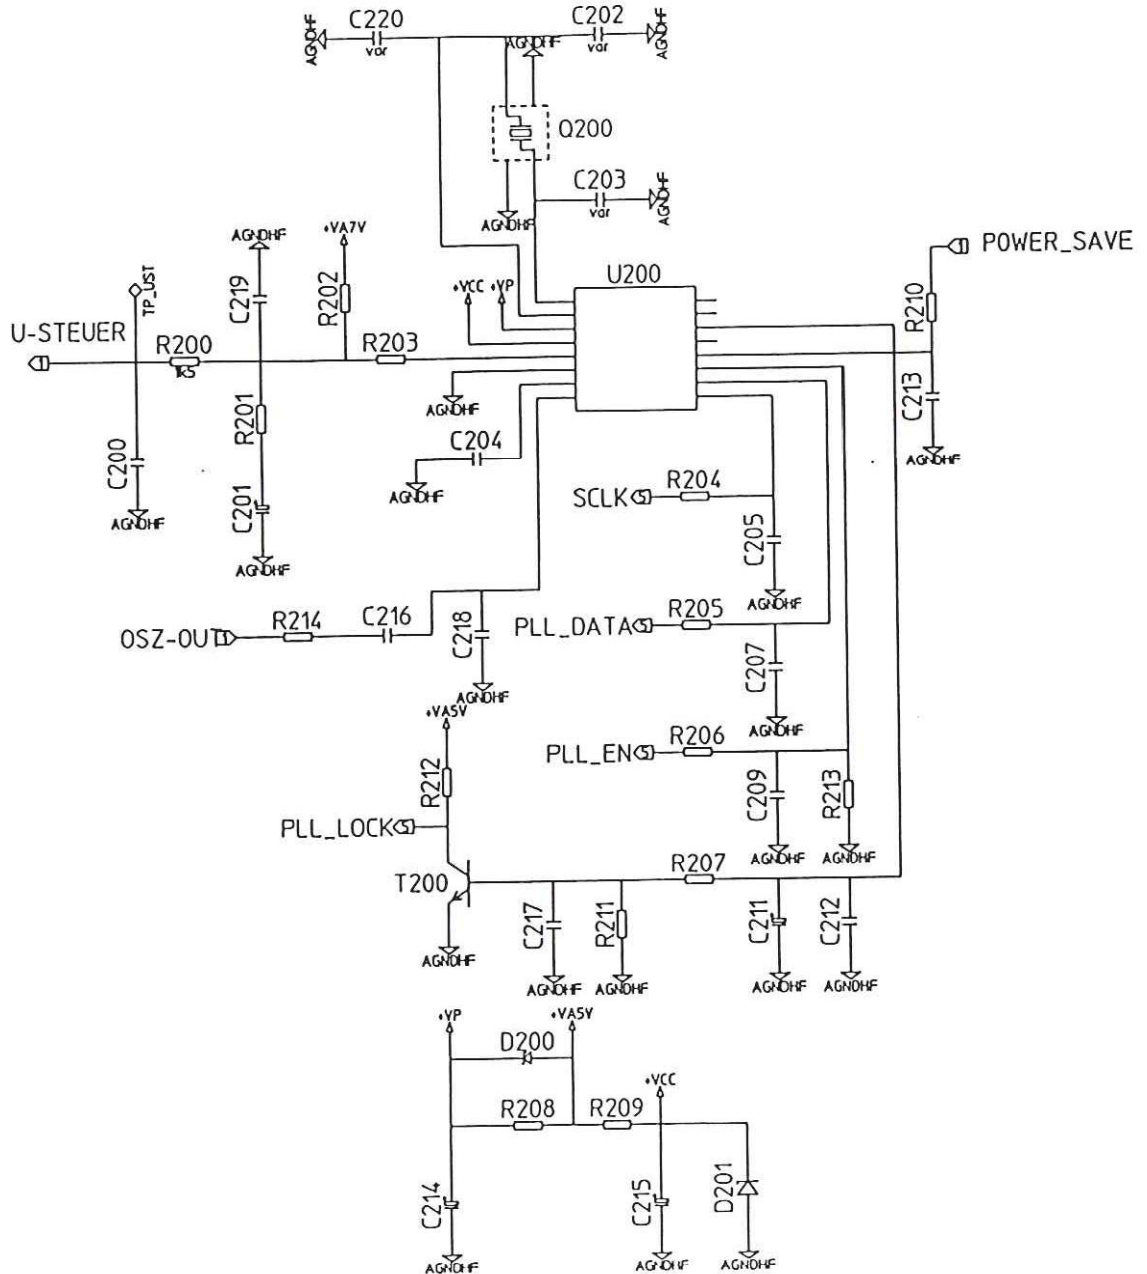 C220
C202
AGNDHF
var
AGNDHF
var
AGNDHF
Q200
C203
AGNDHF
var
AGNDHF
AGNDHF
+VA7V
POWER_SAVE
TP_UST
C219
R202
+VCC
+VP
U200
R210
U-STEUER
R200
1k5
R203
AGNDHF
C213
R201
C200
C204
AGNDHF
AGNDHF
SCLK
R204
C201
AGNDHF
C205
AGNDHF
AGNDHF
OSZ-OUT
R214
C216
C218
PLL_DATA
R205
C207
AGNDHF
+VA5V
AGNDHF
R212
PLL_EN
R206
C209
R213
PLL_LOCK
AGNDHF
AGNDHF
T200
R207
C217
R211
C211
C212
AGNDHF
AGNDHF
AGNDHF
AGNDHF
AGNDHF
+VP
+VA5V
D200
+VCC
R208
R209
C214
C215
D201
AGNDHF
AGNDHF
AGNDHF